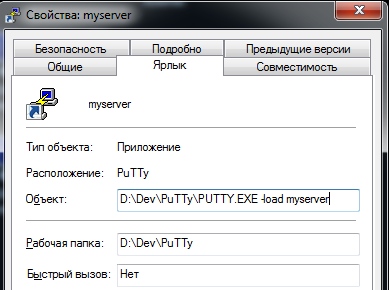 Свойства: myserver
Безопасность Подробно Предыдущие версии
Общие Ярлык Совместимость
myserver
Тип объекта: Приложение
Расположение: PuTTy
Объект: D:\Dev\PuTTy\PUTTY.EXE -load myserver
Рабочая папка: D:\Dev\PuTTy
Быстрый вызов: Нет